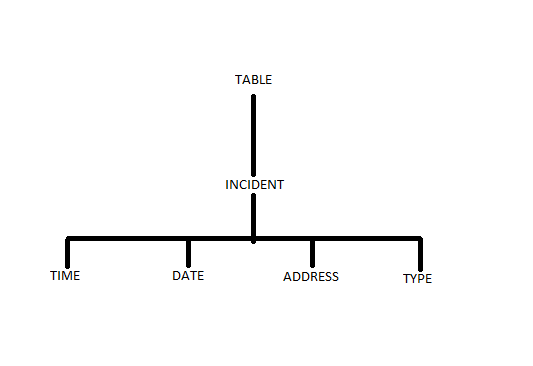 TABLE
INCIDENT
TIME
DATE
ADDRESS
TYPE